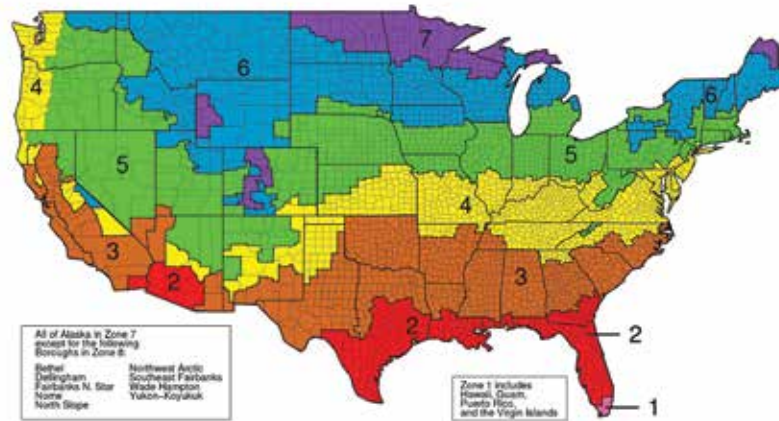 7
6
6
4
5
5
4
3
3
2
2
2
1
All of Alaska in Zone 7
except for the following
Boroughs in Zone 8:
Bethel Northwest Arctic
Dellingham Southeast Fairbanks
Fairbanks N. Star Wade Hampton
Nome Yukon-Koyukuk
North Slope
Zone 1 includes
Hawaii, Guam,
Puerto Rico,
and the Virgin Islands